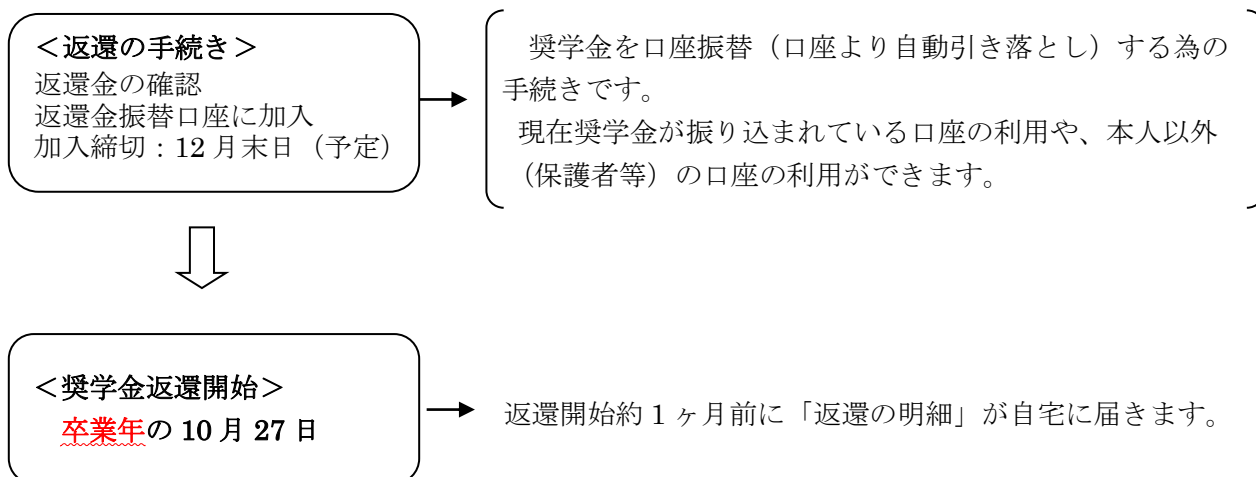 ＜返還の手続き＞
返還金の確認
返還金振替口座に加入
加入締切：12 月末日（予定）
奨学金を口座振替（口座より自動引き落とし）する為の
手続きです。
現在奨学金が振り込まれている口座の利用や、本人以外
（保護者等）の口座の利用ができます。
＜奨学金返還開始＞
卒業年の 10 月 27 日
返還開始約 1 ヶ月前に「返還の明細」が自宅に届きます。